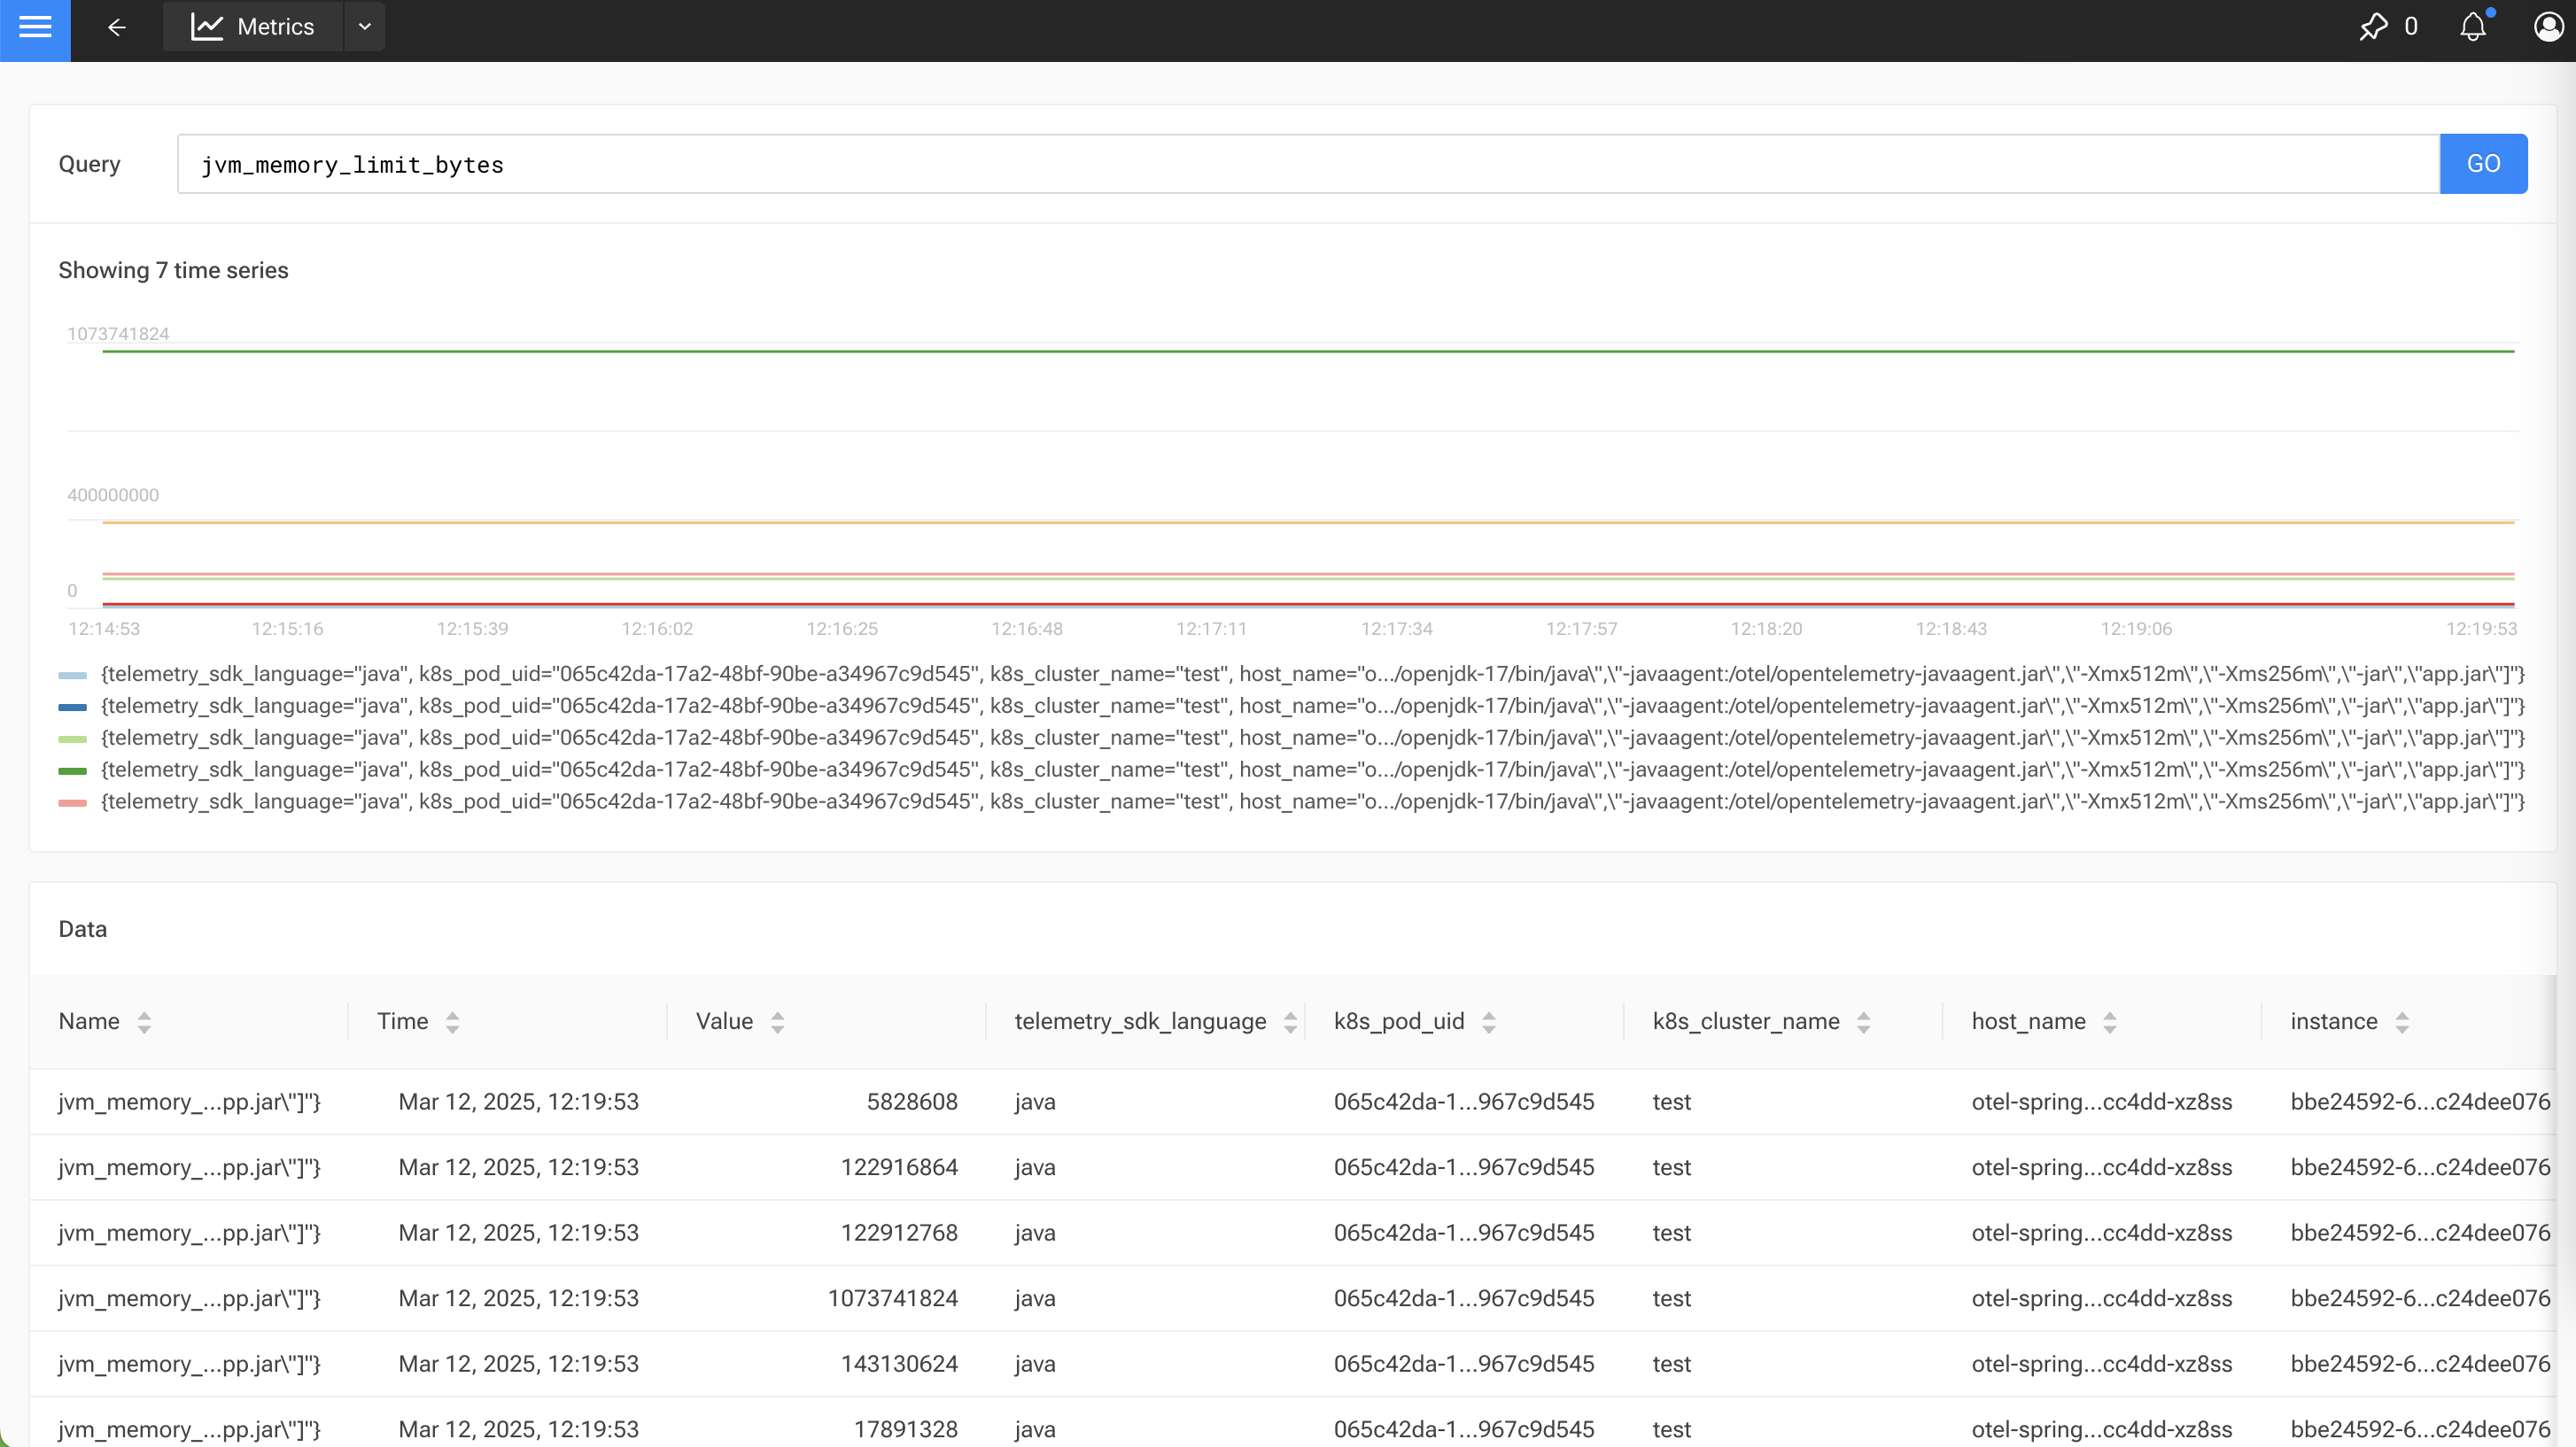 Metrics
0
Query
jvm_memory_limit_bytes
GO
Showing 7 time series
1073741824
400000000
0
12:14:53 12:15:16 12:15:39 12:16:02 12:16:25 12:16:48 12:17:11 12:17:34 12:17:57 12:18:20 12:18:43 12:19:06 12:19:53
{telemetry_sdk_language="java", k8s_pod_uid="065c42da-17a2-48bf-90be-a34967c9d545", k8s_cluster_name="test", host_name="o.../openjdk-17/bin/java\",\"-javaagent:/otel/opentelemetry-javaagent.jar\",\"-Xmx512m\",\"-Xms256m\",\"-jar\",\"app.jar\"]"}
{telemetry_sdk_language="java", k8s_pod_uid="065c42da-17a2-48bf-90be-a34967c9d545", k8s_cluster_name="test", host_name="o.../openjdk-17/bin/java\",\"-javaagent:/otel/opentelemetry-javaagent.jar\",\"-Xmx512m\",\"-Xms256m\",\"-jar\",\"app.jar\"]"}
{telemetry_sdk_language="java", k8s_pod_uid="065c42da-17a2-48bf-90be-a34967c9d545", k8s_cluster_name="test", host_name="o.../openjdk-17/bin/java\",\"-javaagent:/otel/opentelemetry-javaagent.jar\",\"-Xmx512m\",\"-Xms256m\",\"-jar\",\"app.jar\"]"}
{telemetry_sdk_language="java", k8s_pod_uid="065c42da-17a2-48bf-90be-a34967c9d545", k8s_cluster_name="test", host_name="o.../openjdk-17/bin/java\",\"-javaagent:/otel/opentelemetry-javaagent.jar\",\"-Xmx512m\",\"-Xms256m\",\"-jar\",\"app.jar\"]"}
{telemetry_sdk_language="java", k8s_pod_uid="065c42da-17a2-48bf-90be-a34967c9d545", k8s_cluster_name="test", host_name="o.../openjdk-17/bin/java\",\"-javaagent:/otel/opentelemetry-javaagent.jar\",\"-Xmx512m\",\"-Xms256m\",\"-jar\",\"app.jar\"]"}
Data
Name Time Value telemetry_sdk_language k8s_pod_uid k8s_cluster_name host_name instance
jvm_memory_...pp.jar\"]"} Mar 12, 2025, 12:19:53 5828608 java 065c42da-1...967c9d545 test otel-spring...cc4dd-xz8ss bbe24592-6...c24dee076
jvm_memory_...pp.jar\"]"} Mar 12, 2025, 12:19:53 122916864 java 065c42da-1...967c9d545 test otel-spring...cc4dd-xz8ss bbe24592-6...c24dee076
jvm_memory_...pp.jar\"]"} Mar 12, 2025, 12:19:53 122912768 java 065c42da-1...967c9d545 test otel-spring...cc4dd-xz8ss bbe24592-6...c24dee076
jvm_memory_...pp.jar\"]"} Mar 12, 2025, 12:19:53 1073741824 java 065c42da-1...967c9d545 test otel-spring...cc4dd-xz8ss bbe24592-6...c24dee076
jvm_memory_...pp.jar\"]"} Mar 12, 2025, 12:19:53 143130624 java 065c42da-1...967c9d545 test otel-spring...cc4dd-xz8ss bbe24592-6...c24dee076
jvm_memory_...pp.jar\"]"} Mar 12, 2025, 12:19:53 17891328 java 065c42da-1...967c9d545 test otel-spring...cc4dd-xz8ss bbe24592-6...c24dee076